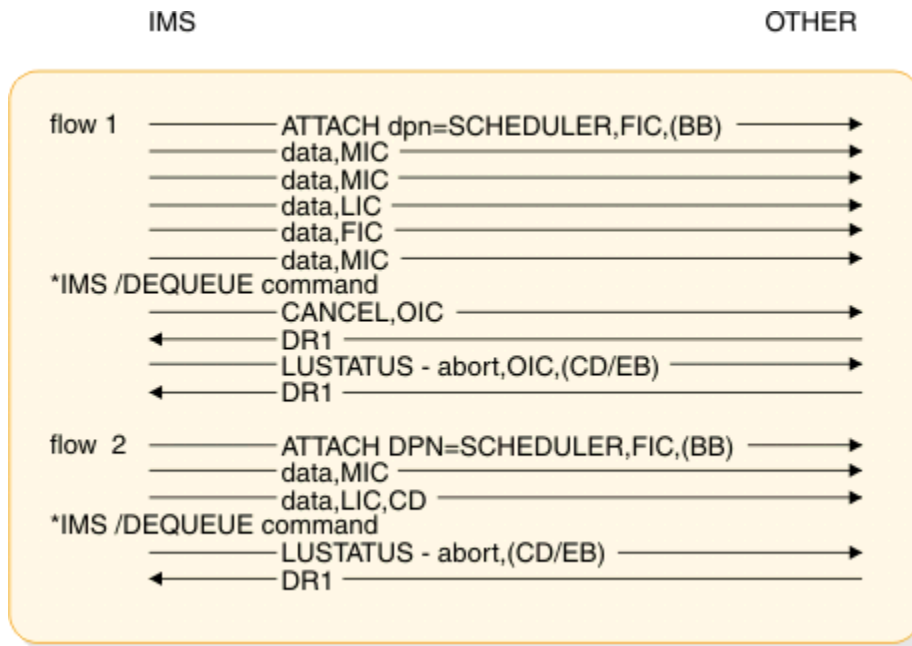 IMS OTHER
flow 1 ATTACH dpn=SCHEDULER,FIC,(BB)
data,MIC
data,MIC
data,LIC
data,FIC
data,MIC
*IMS /DEQUEUE command
CANCEL,OIC
DR1
LUSTATUS - abort,OIC,(CD/EB)
DR1
flow 2 ATTACH DPN=SCHEDULER,FIC,(BB)
data,MIC
data,LIC,CD
*IMS /DEQUEUE command
LUSTATUS - abort,(CD/EB)
DR1